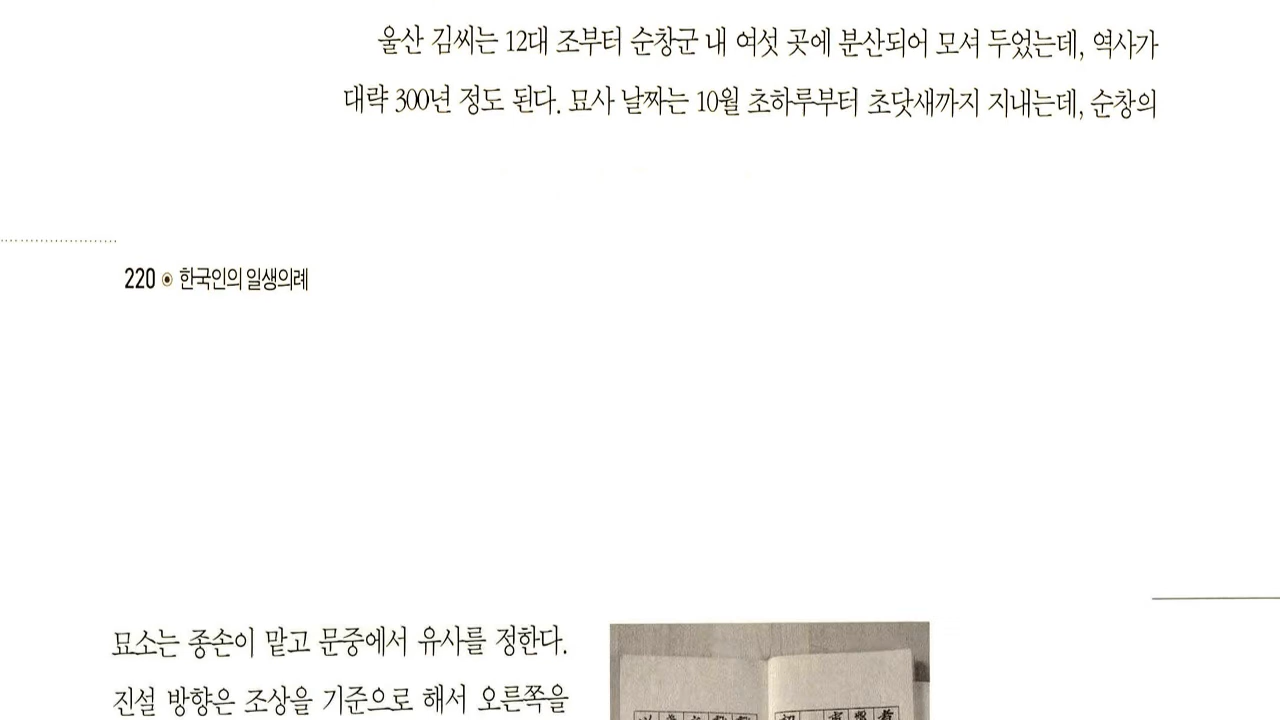 울산 김씨는 12대 조부터 순창군 내 여섯 곳에 분산되어 모셔 두었는데, 역사가
대략 300년 정도 된다. 묘사 날짜는 10월 초하루부터 초닷새까지 지내는데, 순창의
220 ◉ 한국인의 일생의례
묘소는 종손이 맡고 문중에서 유사를 정한다.
진설 방향은 조상을 기준으로 해서 오른쪽을